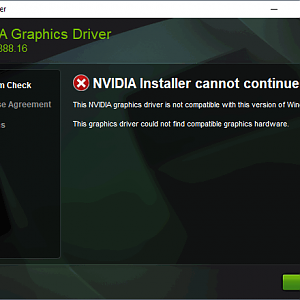 er
A Graphics Driver
388.16
m Check
NVIDIA Installer cannot continue
se Agreement
This NVIDIA graphics driver is not compatible with this version of Win
s
This graphics driver could not find compatible graphics hardware.